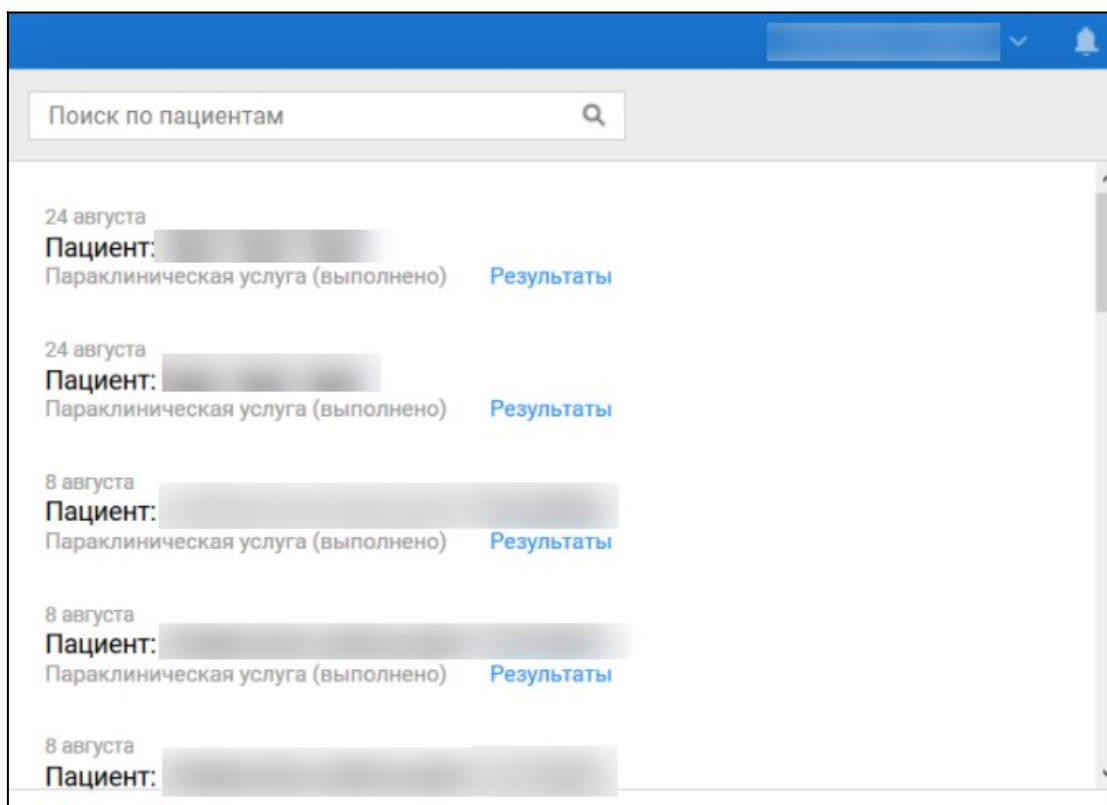 Поиск по пациентам
24 августа
Пациент:
Параклиническая услуга (выполнено) Результаты
24 августа
Пациент:
Параклиническая услуга (выполнено) Результаты
8 августа
Пациент:
Параклиническая услуга (выполнено) Результаты
8 августа
Пациент:
Параклиническая услуга (выполнено) Результаты
8 августа
Пациент: